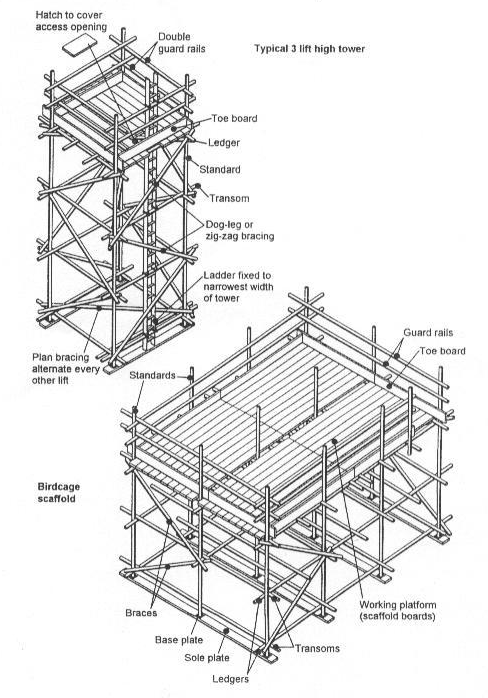 Hatch to cover
access opening
Double
guard rails
Typical 3 lift high tower
Toe board
Ledger
Standard
Transom
Dog-leg or
zig-zag bracing
Ladder fixed to
narrowest width
of tower
Plan bracing
alternate every
other lift
Guard rails
Toe board
Standards
Birdcage
scaffold
Working platform
(scaffold boards)
Braces
Base plate
Sole plate
Transoms
Ledgers